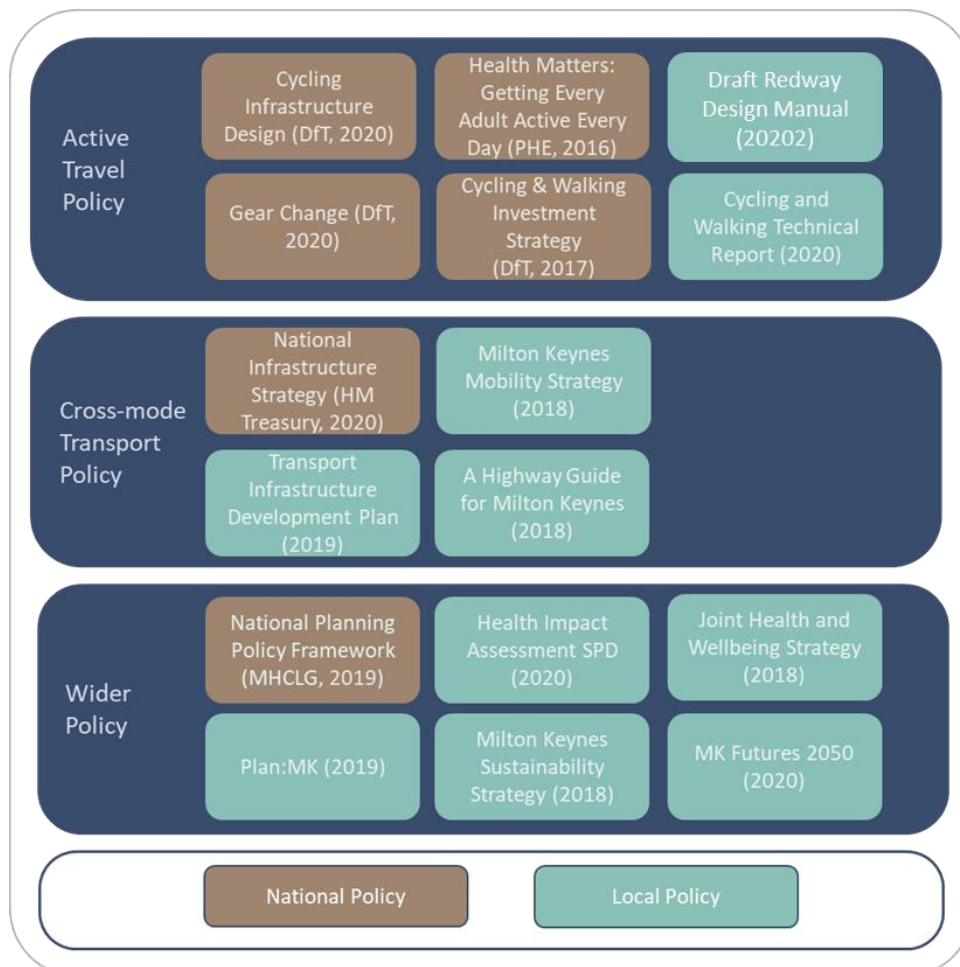 Active
Travel
Policy
Cycling
Infrastructure
Design (DfT, 2020)
Health Matters:
Getting Every
Adult Active Every
Day (PHE, 2016)
Draft Redway
Design Manual
(20202)
Gear Change (DfT,
2020)
Cycling & Walking
Investment
Strategy
(DfT, 2017)
Cycling and
Walking Technical
Report (2020)
Cross-mode
Transport
Policy
National
Infrastructure
Strategy (HM
Treasury, 2020)
Milton Keynes
Mobility Strategy
(2018)
Transport
Infrastructure
Development Plan
(2019)
A Highway Guide
for Milton Keynes
(2018)
Wider
Policy
National Planning
Policy Framework
(MHCLG, 2019)
Health Impact
Assessment SPD
(2020)
Joint Health and
Wellbeing Strategy
(2018)
Plan:MK (2019)
Milton Keynes
Sustainability
Strategy (2018)
MK Futures 2050
(2020)
National Policy
Local Policy